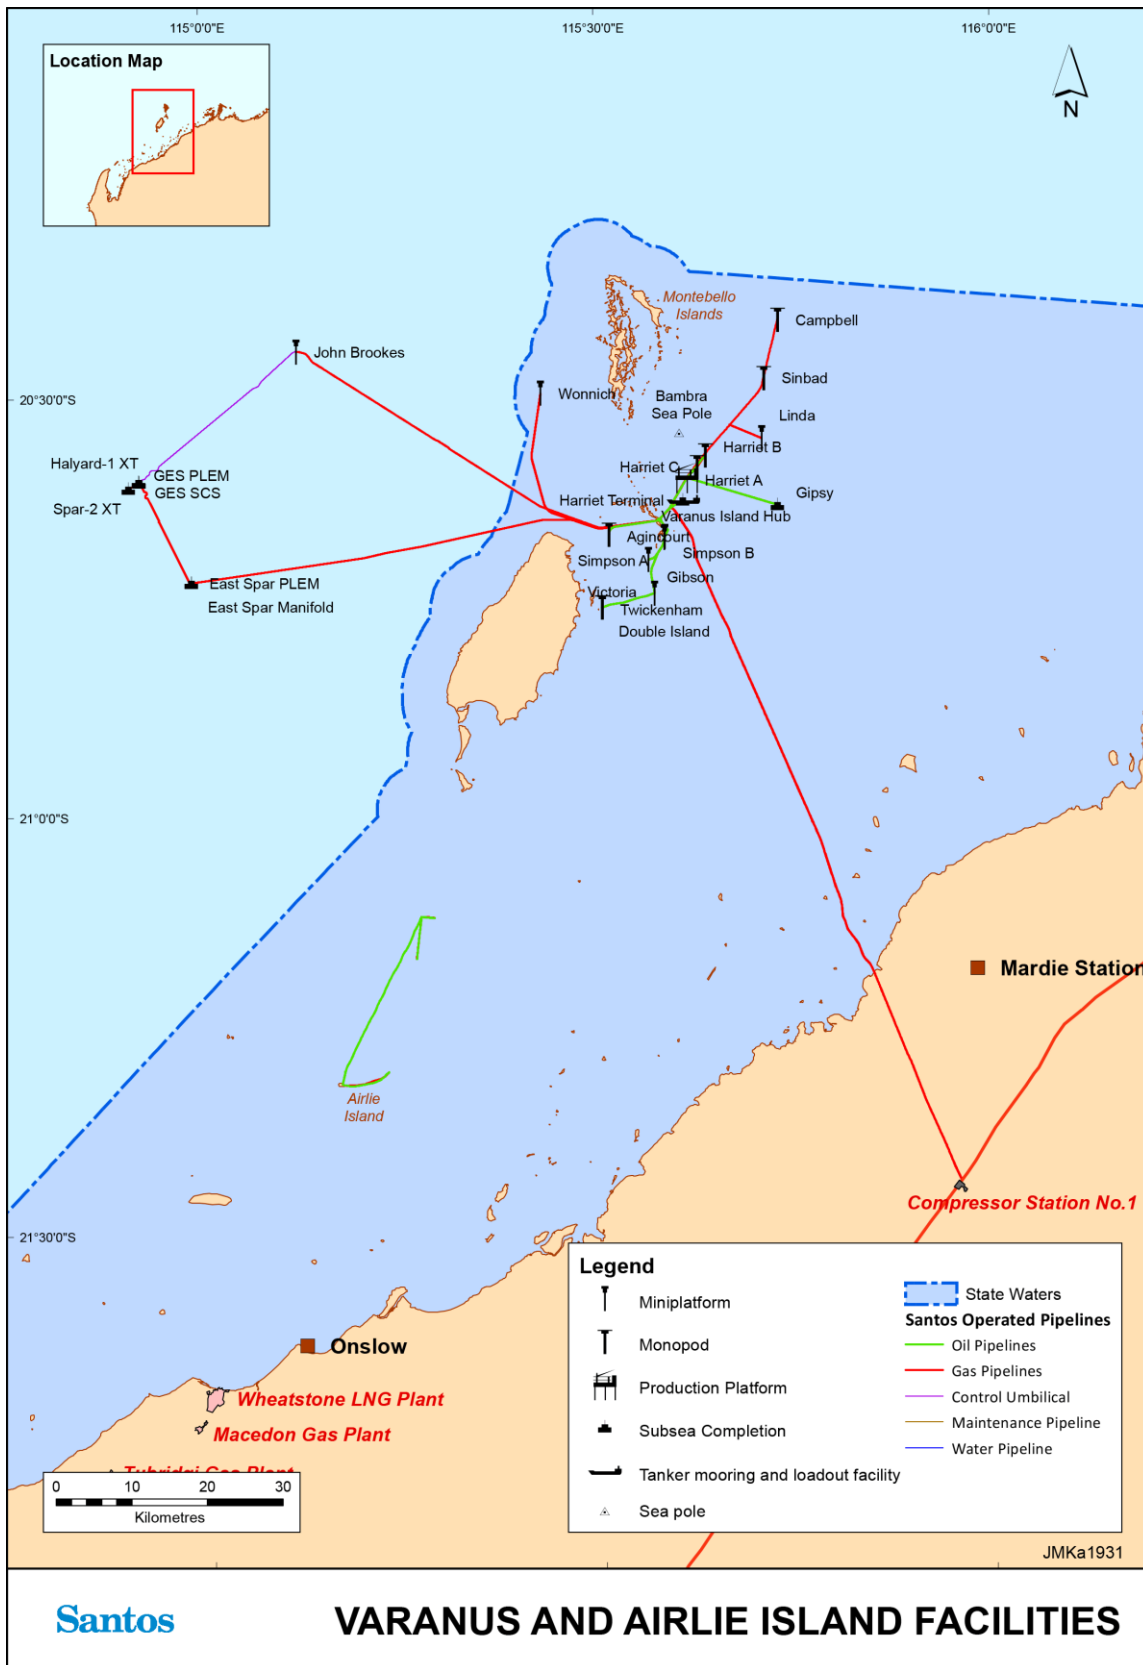 115°0'0"E
115°30'0"E
116°0'0"E
Location Map
N
Montebello
Islands
Campbell
John Brookes
Sinbad
20°30'0"S
Wonnich
Bambra
Sea Pole
Linda
Harriet B
Halyard-1 XT
GES PLEM
Harriet C
Harriet A
GES SCS
Gipsy
Spar-2 XT
Harriet Terminal
Varanus Island Hub
Agincourt
Simpson A
Simpson B
Gibson
East Spar PLEM
Victoria
East Spar Manifold
Twickenham
Double Island
21°0'0"S
Mardie Station
Airlie
Island
Compressor Station No.1
21°30'0"S
Onslow
Wheatstone LNG Plant
Macedon Gas Plant
Tubridgi Gas Plant
0 10 20 30
Kilometres
Legend
Miniplatform
Monopod
Production Platform
Subsea Completion
Tanker mooring and loadout facility
Sea pole
State Waters
Santos Operated Pipelines
Oil Pipelines
Gas Pipelines
Control Umbilical
Maintenance Pipeline
Water Pipeline
JMKa1931
Santos
VARANUS AND AIRLIE ISLAND FACILITIES